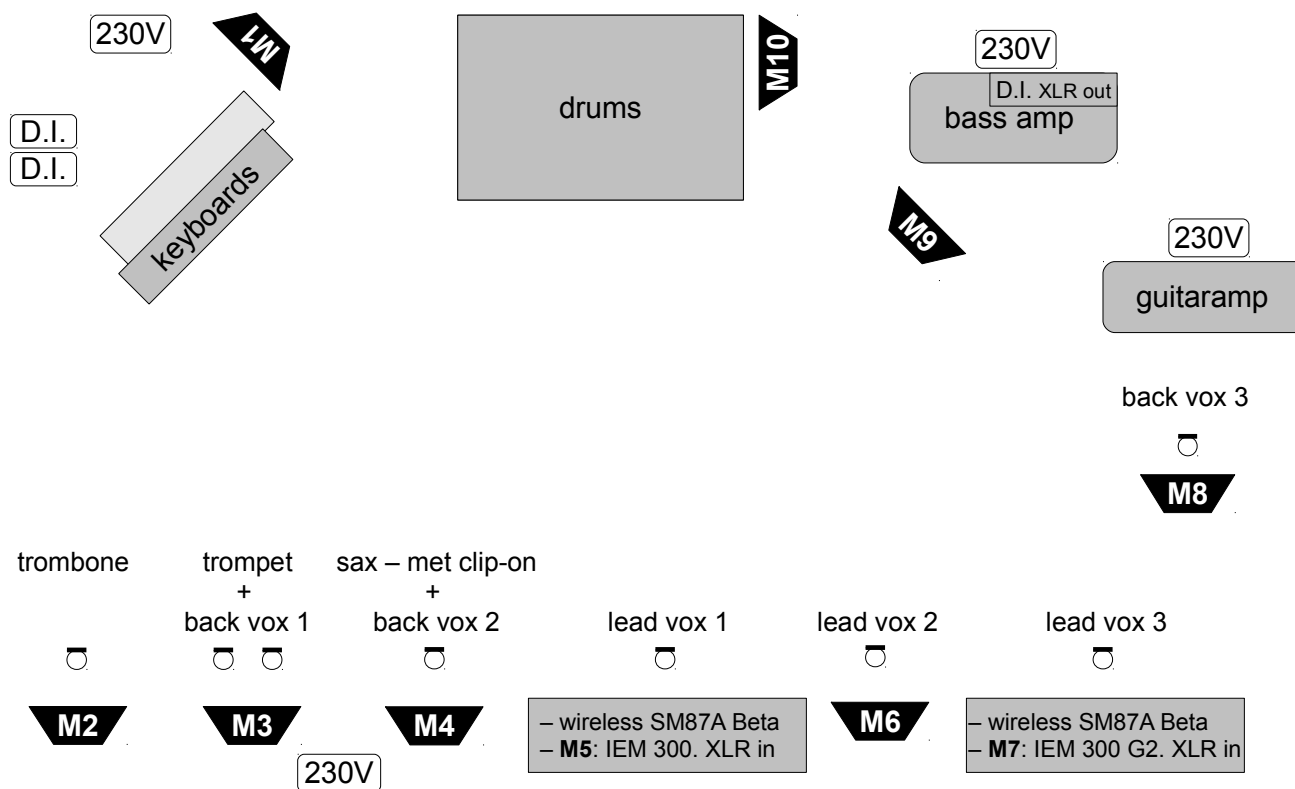 230V
M1
D.I.
D.I.
keyboards
drums
M10
230V
D.I. XLR out
bass amp
M9
230V
guitaramp
back vox 3
M8
trombone
M2
trompet
+
back vox 1
M3
230V
sax – met clip-on
+
back vox 2
M4
lead vox 1
– wireless SM87A Beta
– M5: IEM 300. XLR in
lead vox 2
M6
lead vox 3
– wireless SM87A Beta
– M7: IEM 300 G2. XLR in